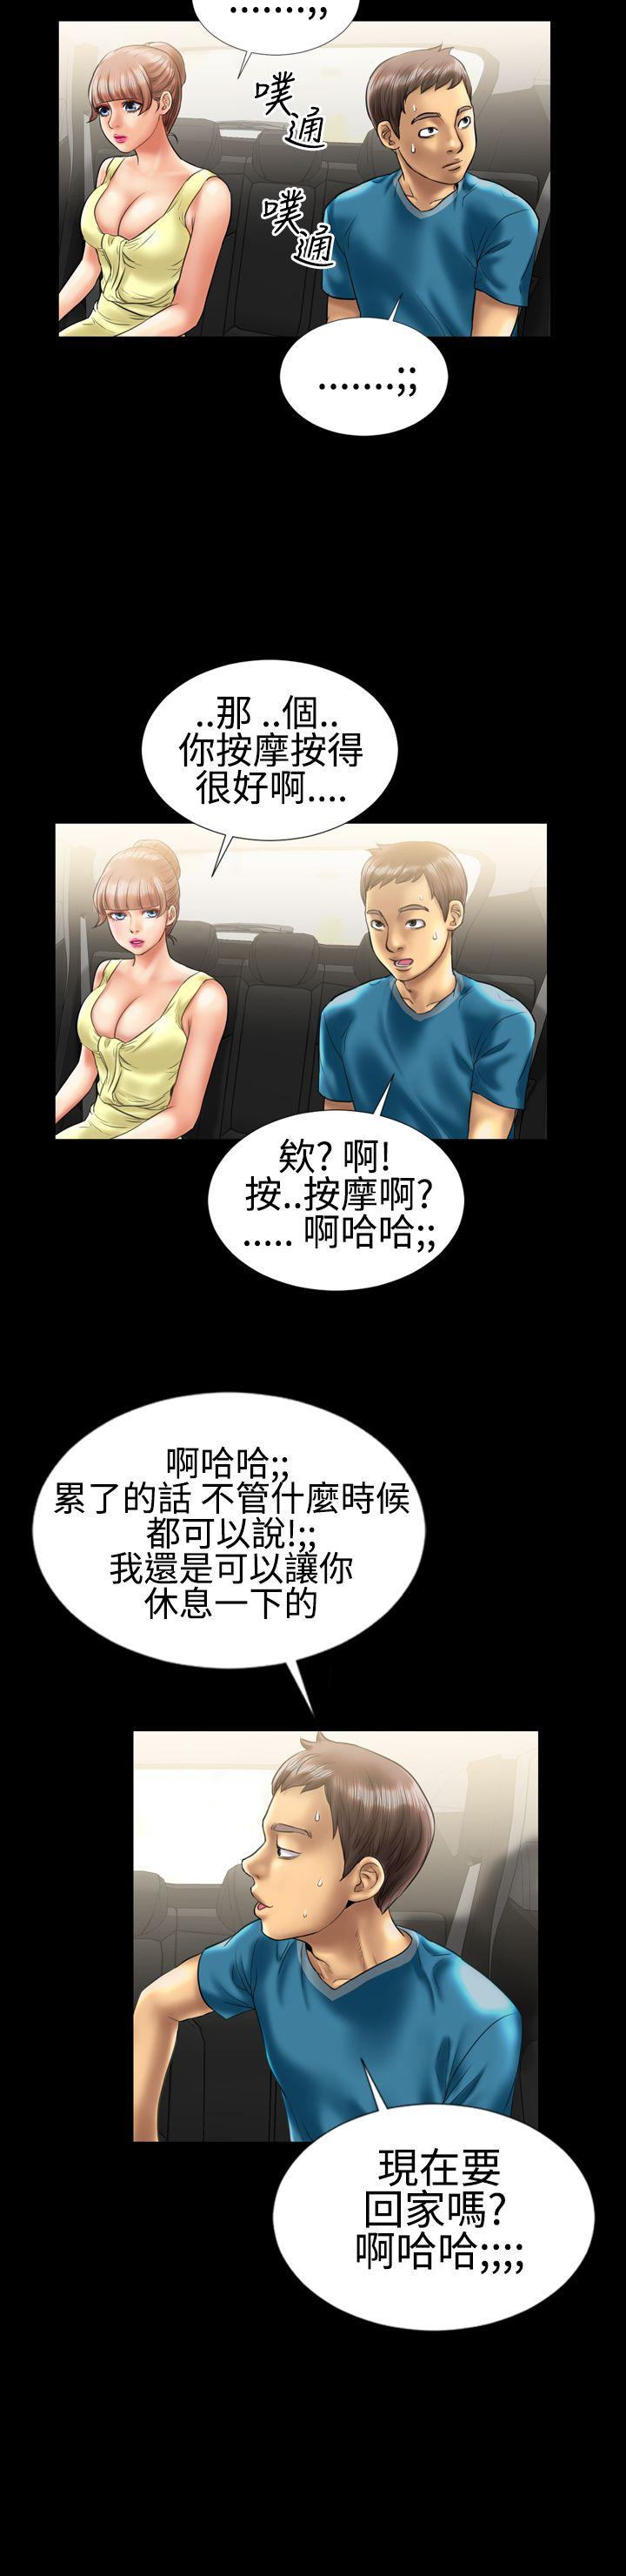 .......;;
噗通
噗通
.......;;
..那 ..個..
你按摩按得
很好啊....
欸? 啊!
按..按摩啊?
..... 啊哈哈;;
啊哈哈;;
累了的話 不管什麼時候
都可以說!;;
我還是可以讓你
休息一下的
現在要
回家嗎?
啊哈哈;;;;